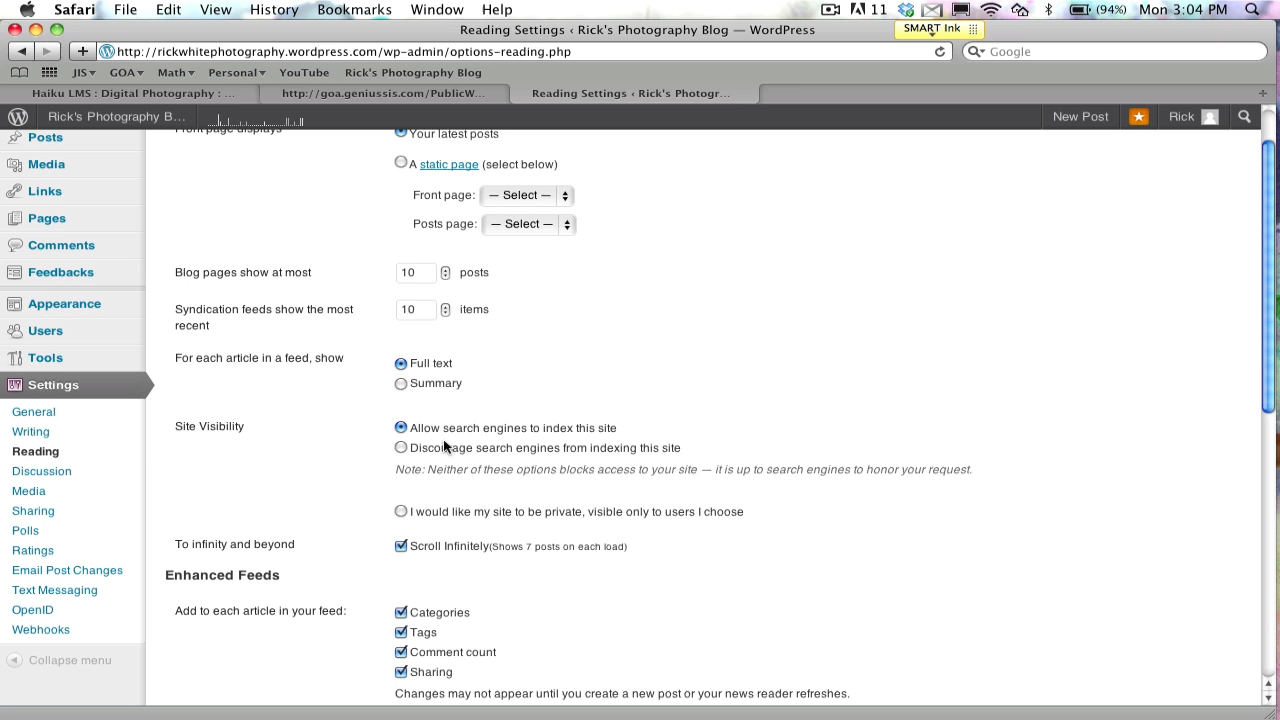 Safari File Edit View History Bookmarks Window Help 11 (94%) Mon 3:04 PM
Reading Settings ‹ Rick's Photography Blog — WordPress
SMART Ink
http://rickwhitephotography.wordpress.com/wp-admin/options-reading.php
Google
JIS GOA Math Personal YouTube Rick's Photography Blog
Haiku LMS : Digital Photography : ...
http://goa.geniussis.com/PublicW...
Reading Settings ‹ Rick's Photogr...
Rick's Photography B...
New Post
Rick
Posts
Media
Links
Pages
Comments
Feedbacks
Appearance
Users
Tools
Settings
General
Writing
Reading
Discussion
Media
Sharing
Polls
Ratings
Email Post Changes
Text Messaging
OpenID
Webhooks
Collapse menu
Front page displays
Your latest posts
A static page (select below)
Front page: — Select —
Posts page: — Select —
Blog pages show at most 10 posts
Syndication feeds show the most
recent
10 items
For each article in a feed, show
Full text
Summary
Site Visibility
Allow search engines to index this site
Discourage search engines from indexing this site
Note: Neither of these options blocks access to your site — it is up to search engines to honor your request.
I would like my site to be private, visible only to users I choose
To infinity and beyond
Scroll Infinitely(Shows 7 posts on each load)
Enhanced Feeds
Add to each article in your feed:
Categories
Tags
Comment count
Sharing
Changes may not appear until you create a new post or your news reader refreshes.